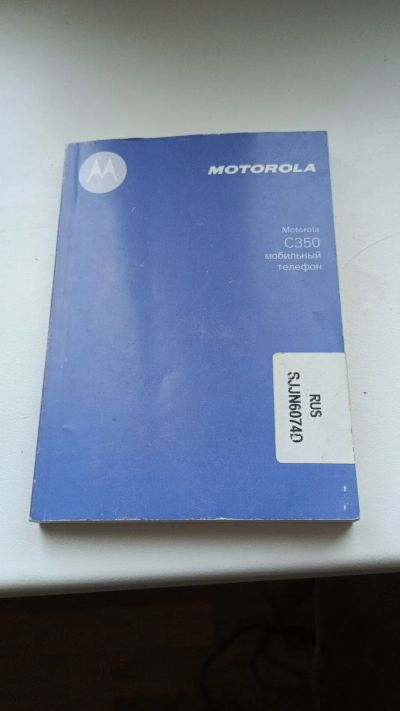 MOTOROLA
Motorola
C350
мобильный
телефон
RUS
SJJN6074D